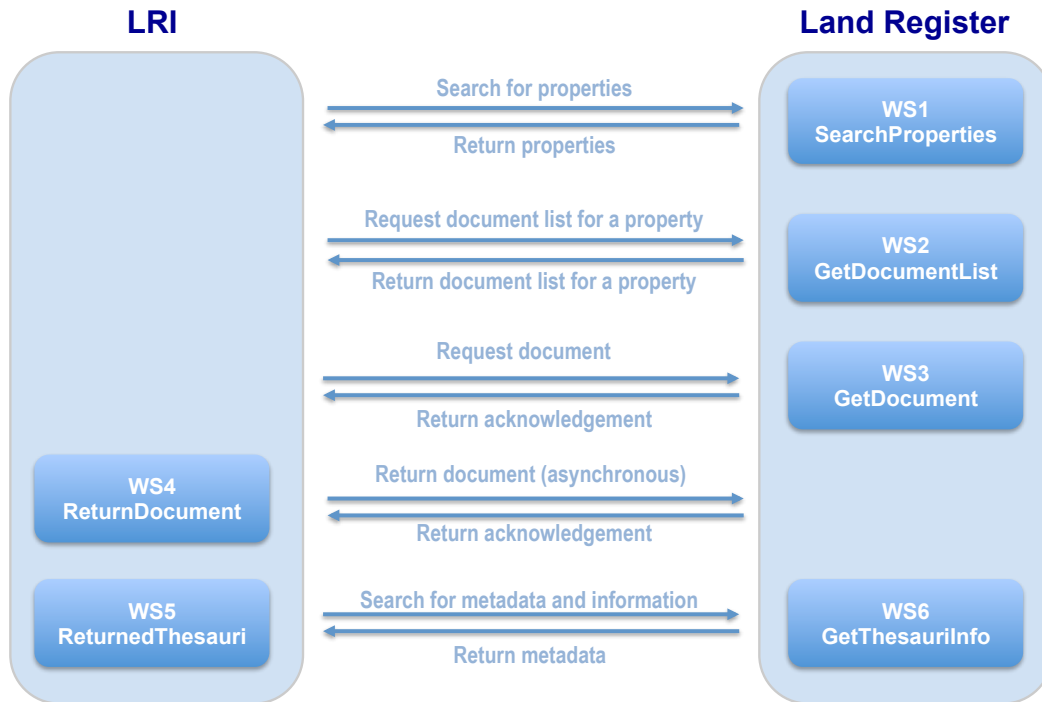 LRI
Land Register
Search for properties
Return properties
WS1
SearchProperties
Request document list for a property
Return document list for a property
WS2
GetDocumentList
Request document
Return acknowledgement
WS3
GetDocument
WS4
ReturnDocument
Return document (asynchronous)
Return acknowledgement
WS5
ReturnedThesauri
Search for metadata and information
Return metadata
WS6
GetThesauriInfo